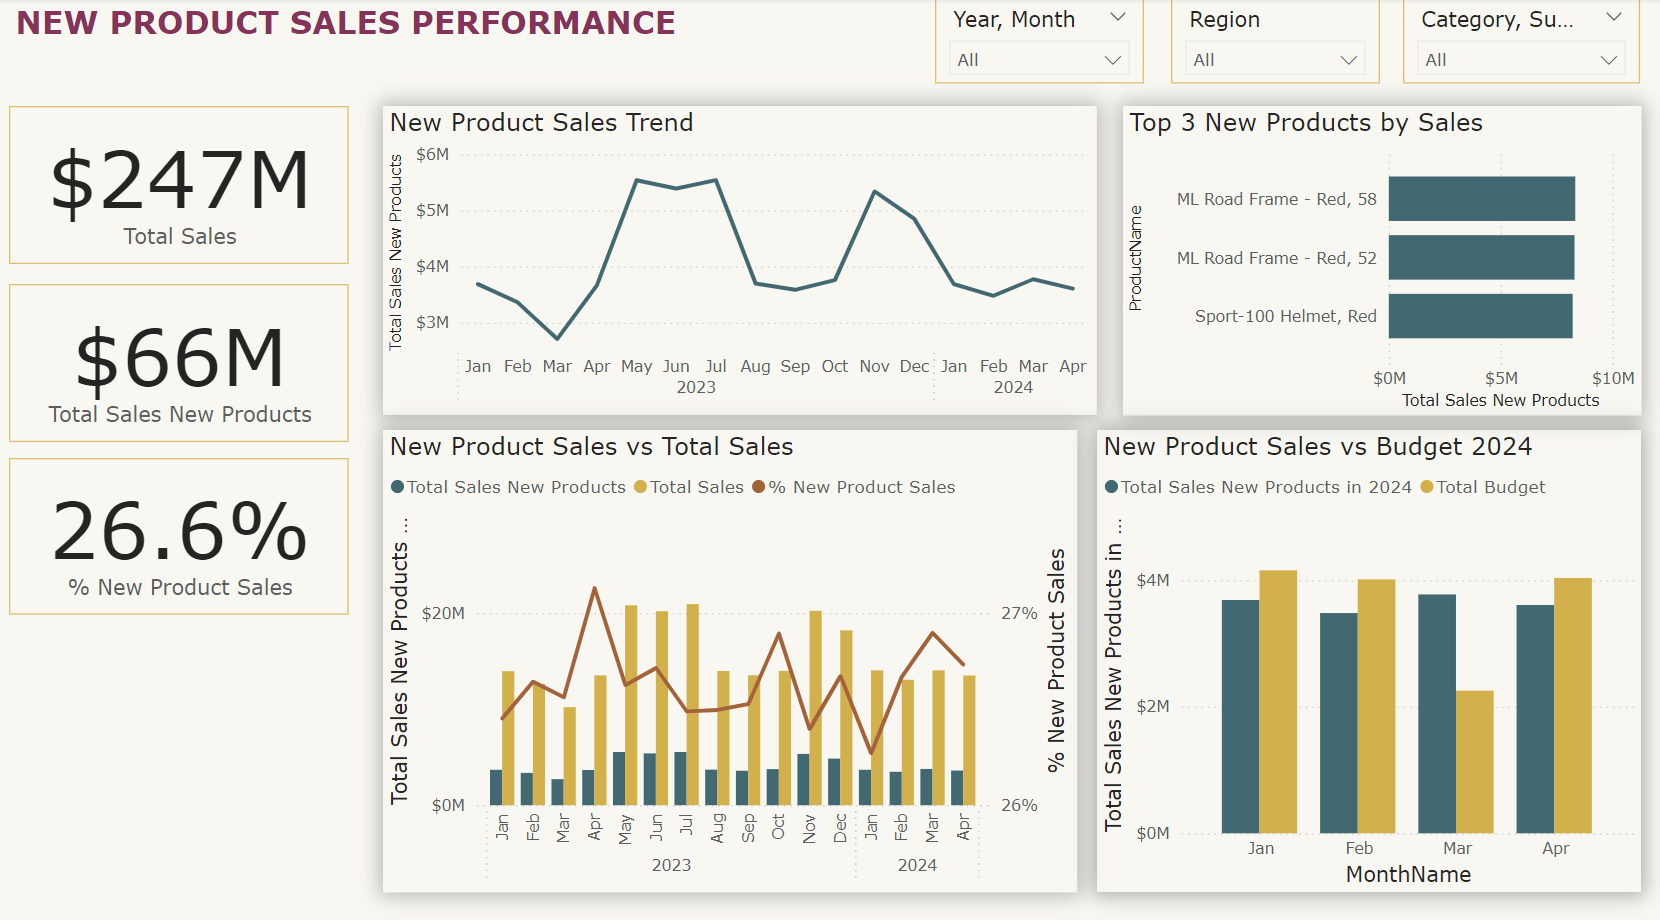 NEW PRODUCT SALES PERFORMANCE
Year, Month
All
Region
All
Category, Su...
All
$247M
Total Sales
$66M
Total Sales New Products
26.6%
% New Product Sales
New Product Sales Trend
Total Sales New Products
$6M
$5M
$4M
$3M
Jan Feb Mar Apr May Jun Jul Aug Sep Oct Nov Dec Jan Feb Mar Apr
2023 2024
Top 3 New Products by Sales
ProductName
ML Road Frame - Red, 58
ML Road Frame - Red, 52
Sport-100 Helmet, Red
$0M $5M $10M
Total Sales New Products
New Product Sales vs Total Sales
Total Sales New Products Total Sales % New Product Sales
Total Sales New Products ...
$20M
$0M
27%
26%
% New Product Sales
Jan Feb Mar Apr May Jun Jul Aug Sep Oct Nov Dec Jan Feb Mar Apr
2023 2024
New Product Sales vs Budget 2024
Total Sales New Products in 2024 Total Budget
Total Sales New Products in ...
$4M
$2M
$0M
Jan Feb Mar Apr
MonthName